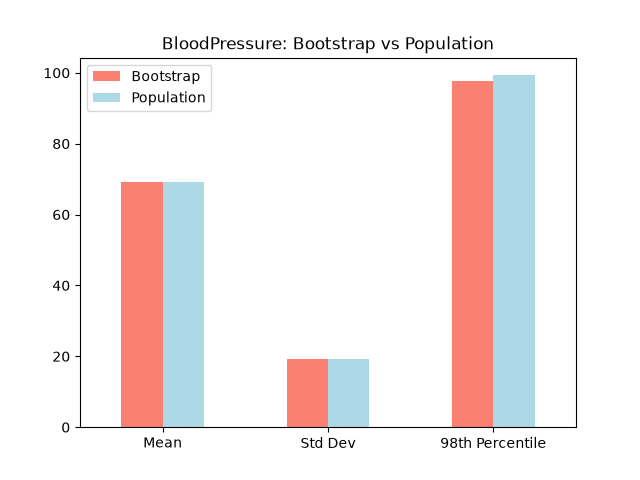 BloodPressure: Bootstrap vs Population
Bootstrap
Population
100
80
60
40
20
0
Mean
Std Dev
98th Percentile